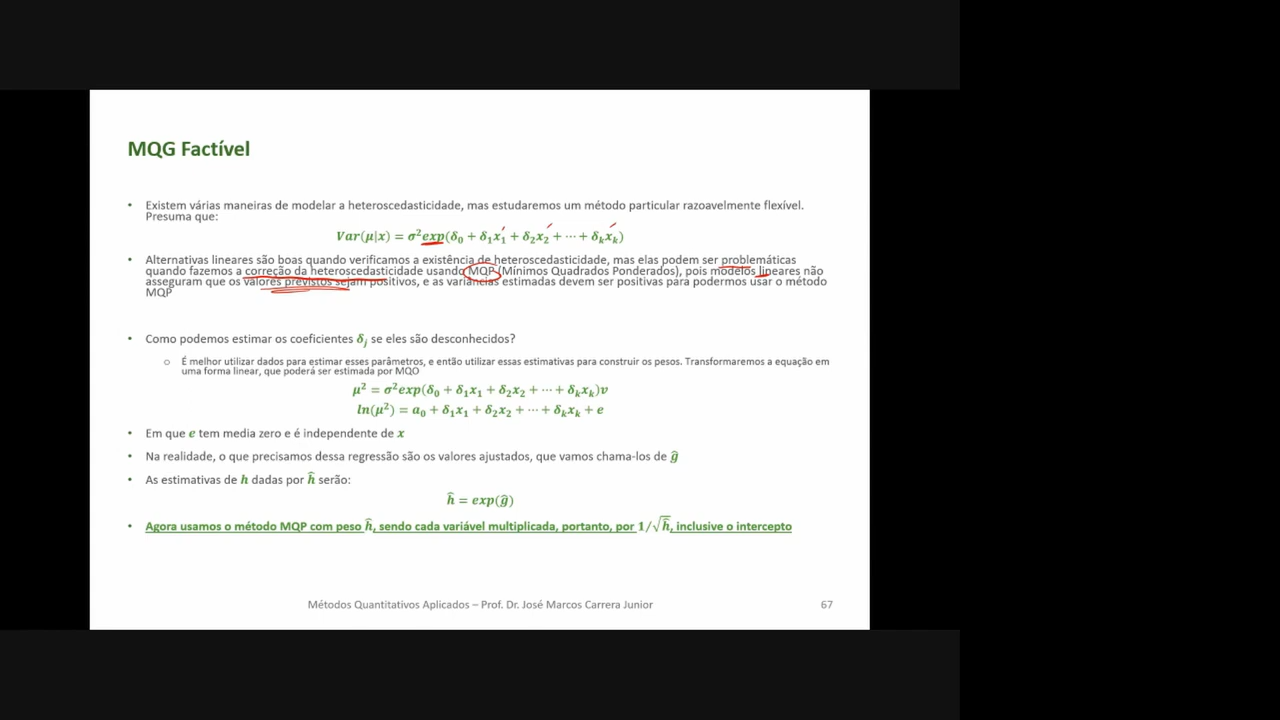 MQG Factível
• Existem várias maneiras de modelar a heteroscedasticidade, mas estudaremos um método particular razoavelmente flexível.
Presuma que:
Var(μ|x) = σ²exp(δ₀ + δ₁x₁ + δ₂x₂ + ⋯ + δₖxₖ)
• Alternativas lineares são boas quando verificamos a existência de heteroscedasticidade, mas elas podem ser problemáticas
quando fazemos a correção da heteroscedasticidade usando MQP (Mínimos Quadrados Ponderados), pois modelos lineares não
asseguram que os valores previstos sejam positivos, e as variâncias estimadas devem ser positivas para podermos usar o método
MQP
• Como podemos estimar os coeficientes δⱼ se eles são desconhecidos?
o É melhor utilizar dados para estimar esses parâmetros, e então utilizar essas estimativas para construir os pesos. Transformaremos a equação em
uma forma linear, que poderá ser estimada por MQO
μ² = σ²exp(δ₀ + δ₁x₁ + δ₂x₂ + ⋯ + δₖxₖ)v
ln(μ²) = a₀ + δ₁x₁ + δ₂x₂ + ⋯ + δₖxₖ + e
• Em que e tem media zero e é independente de x
• Na realidade, o que precisamos dessa regressão são os valores ajustados, que vamos chama-los de ĝ
• As estimativas de h dadas por ĥ serão:
ĥ = exp(ĝ)
• Agora usamos o método MQP com peso ĥ, sendo cada variável multiplicada, portanto, por 1/√ĥ, inclusive o intercepto
Métodos Quantitativos Aplicados – Prof. Dr. José Marcos Carrera Junior 67